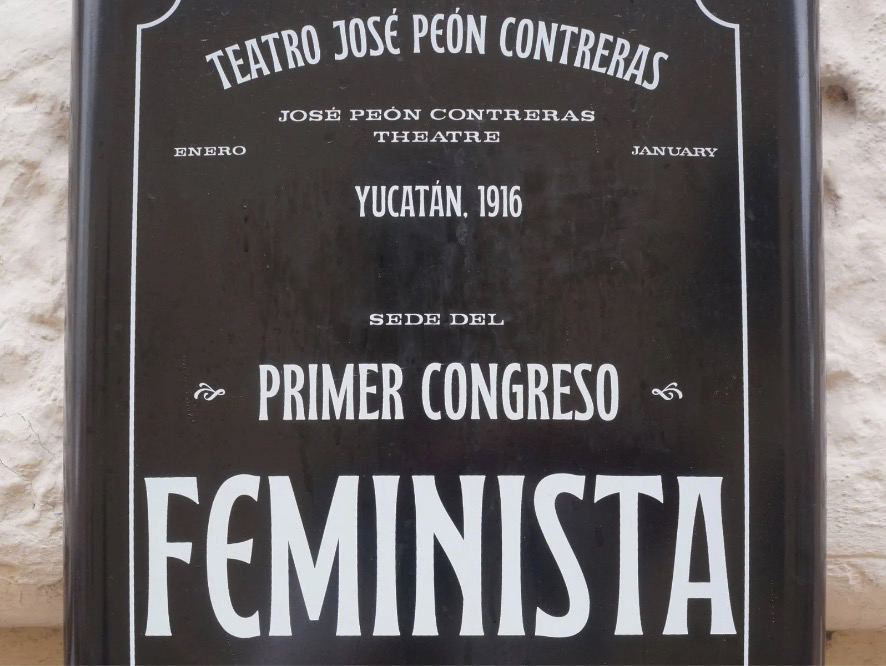 TEATRO JOSÉ PEÓN CONTRERAS
JOSÉ PEÓN CONTRERAS
THEATRE
ENERO JANUARY
YUCATÁN, 1916
SEDE DEL
PRIMER CONGRESO
FEMINISTA